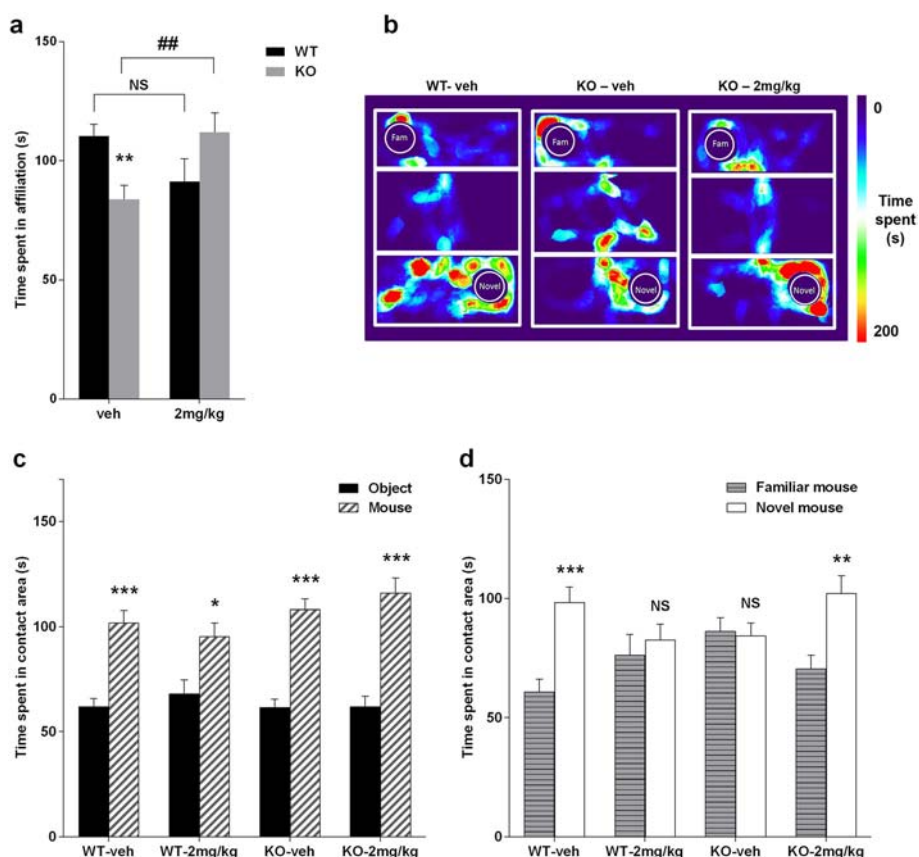 a
Time spent in affiliation (s)
150
100
50
0
WT
KO
##
NS
**
veh
2mg/kg
b
WT- veh
KO – veh
KO – 2mg/kg
Fam
Fam
Fam
Novel
Novel
Novel
0
Time
spent
(s)
200
c
Time spent in contact area (s)
150
100
50
0
Object
Mouse
***
*
***
***
WT-veh
WT-2mg/kg
KO-veh
KO-2mg/kg
d
Time spent in contact area (s)
150
100
50
0
Familiar mouse
Novel mouse
***
NS
NS
**
WT-veh
WT-2mg/kg
KO-veh
KO-2mg/kg